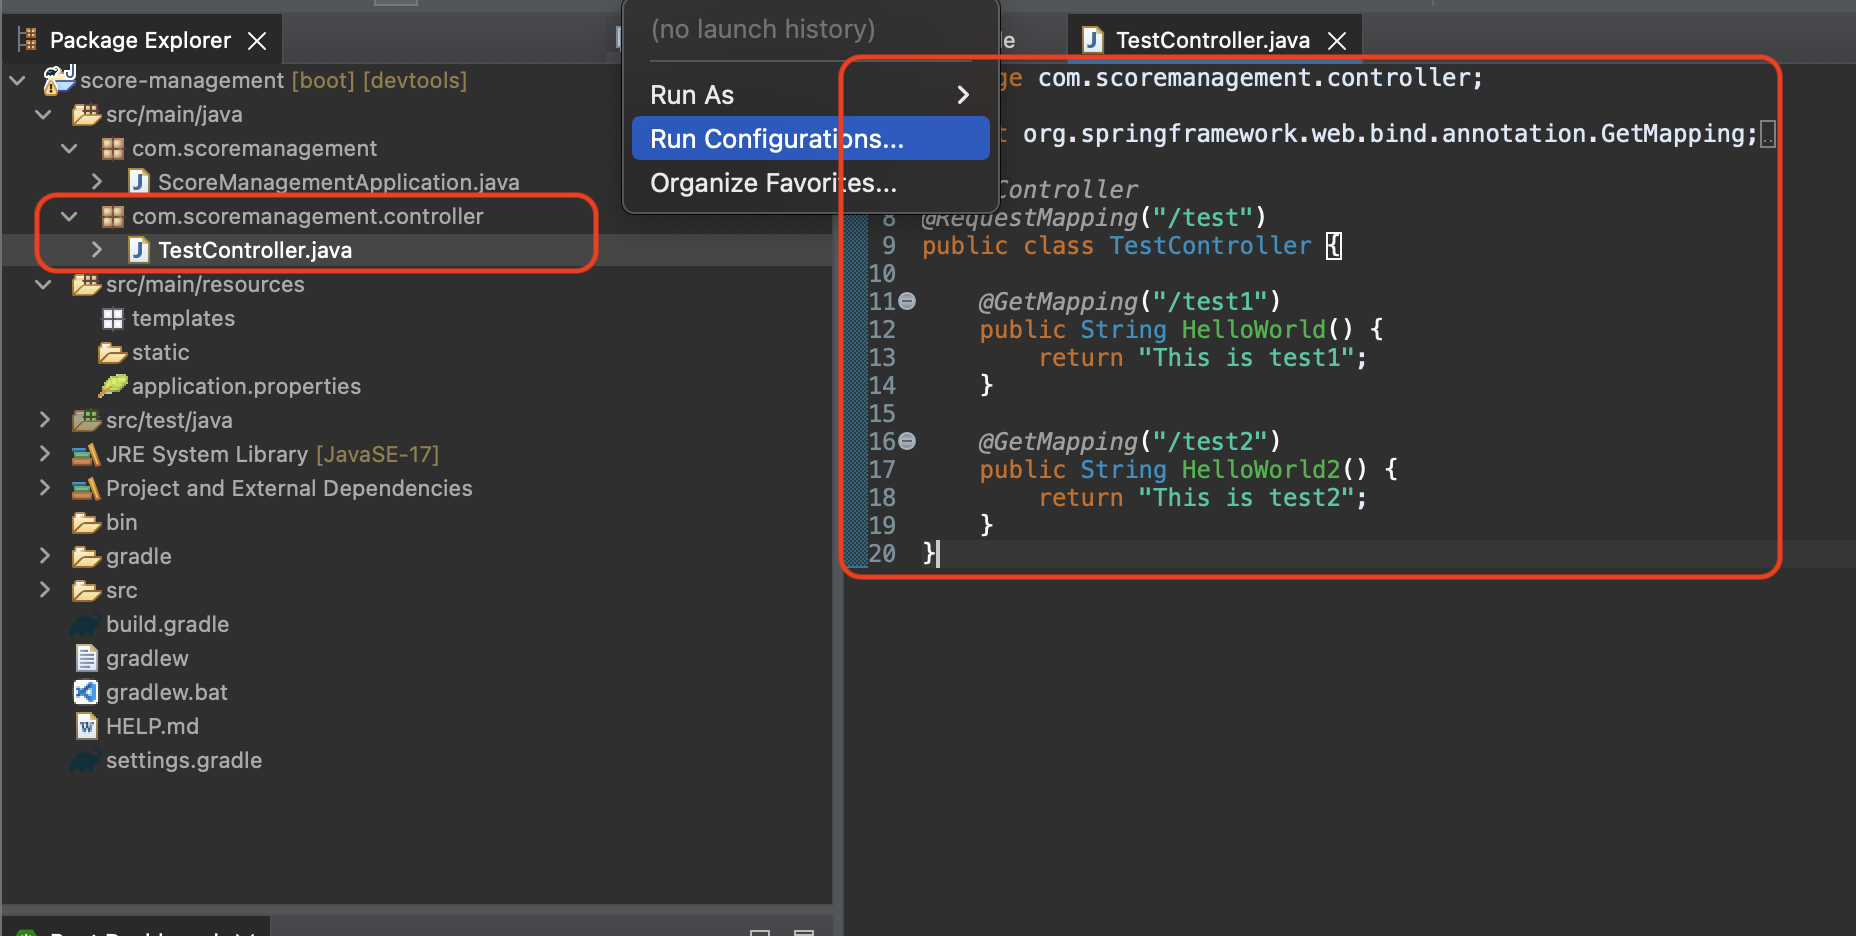 Package Explorer
score-management [boot] [devtools]
src/main/java
com.scoremanagement
ScoreManagementApplication.java
com.scoremanagement.controller
TestController.java
src/main/resources
templates
static
application.properties
src/test/java
JRE System Library [JavaSE-17]
Project and External Dependencies
bin
gradle
src
build.gradle
gradlew
gradlew.bat
HELP.md
settings.gradle
(no launch history)
Run As
Run Configurations...
Organize Favorites...
TestController.java
ge com.scoremanagement.controller;
t org.springframework.web.bind.annotation.GetMapping;
Controller
8 @RequestMapping("/test")
9 public class TestController {
10
11 @GetMapping("/test1")
12 public String HelloWorld() {
13 return "This is test1";
14 }
15
16 @GetMapping("/test2")
17 public String HelloWorld2() {
18 return "This is test2";
19 }
20 }